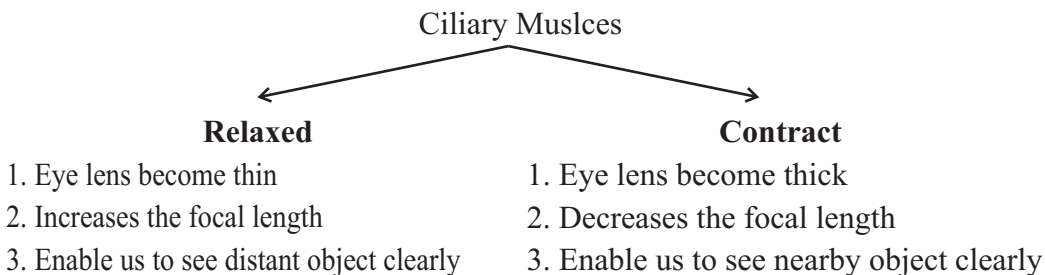 Ciliary Muslces
Relaxed
1. Eye lens become thin
2. Increases the focal length
3. Enable us to see distant object clearly
Contract
1. Eye lens become thick
2. Decreases the focal length
3. Enable us to see nearby object clearly